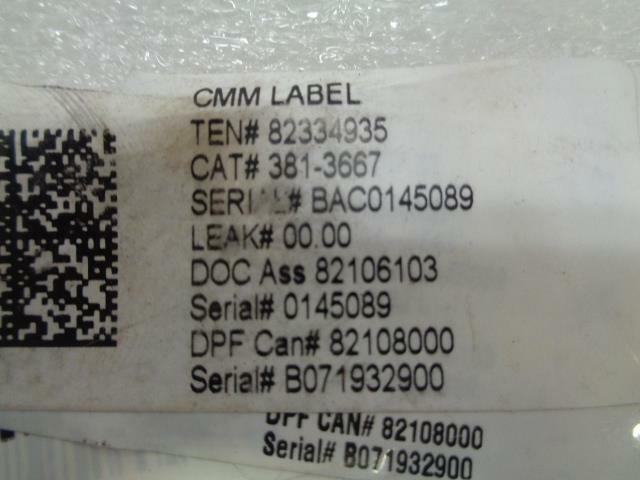 CMM LABEL
TEN# 82334935
CAT# 381-3667
SERIAL# BAC0145089
LEAK# 00.00
DOC Ass 82106103
Serial# 0145089
DPF Can# 82108000
Serial# B071932900
DPF CAN# 82108000
Serial# B071932900